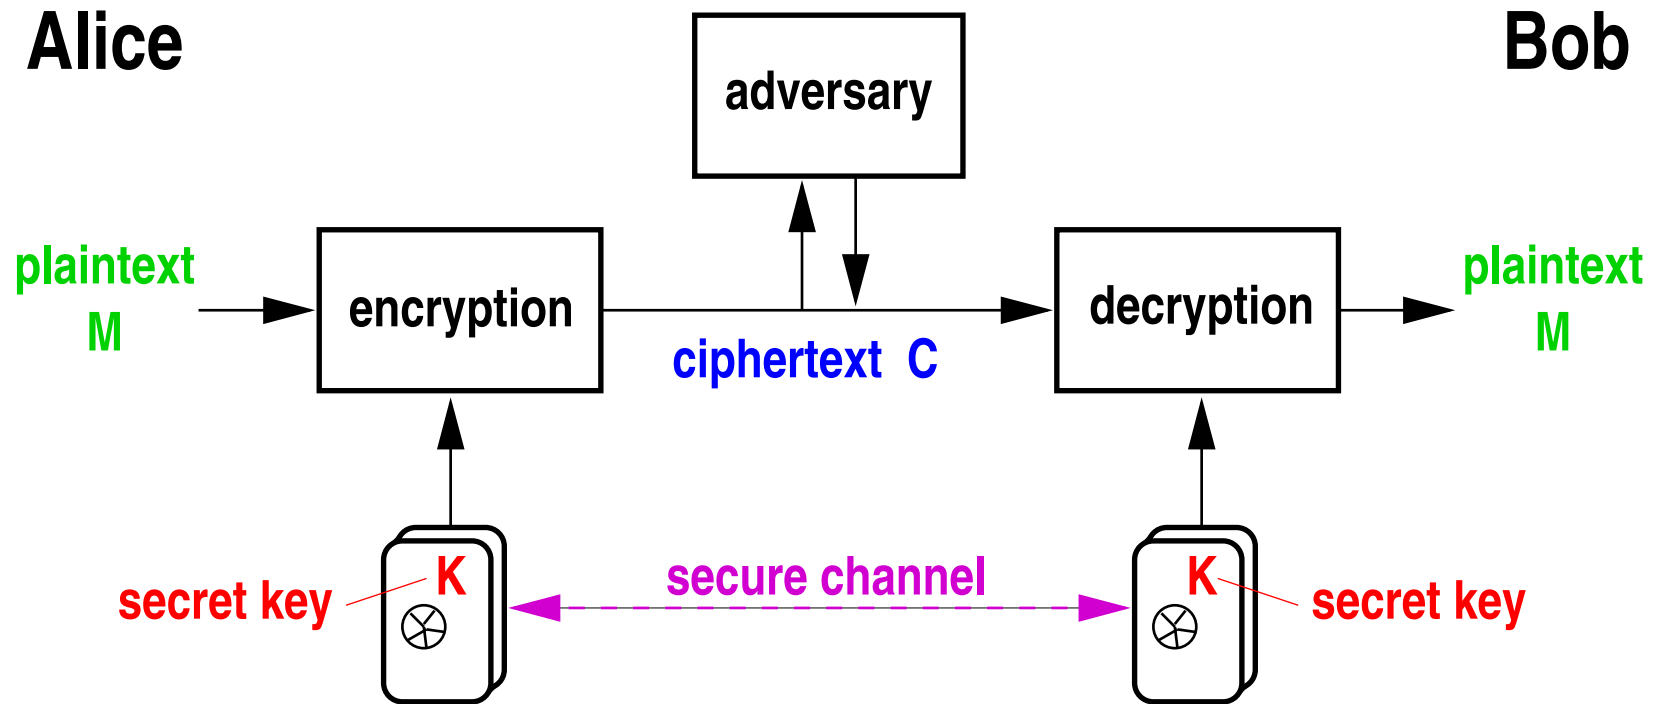 Alice
Bob
adversary
plaintext
M
encryption
decryption
plaintext
M
ciphertext C
K
secret key
secure channel
K
secret key